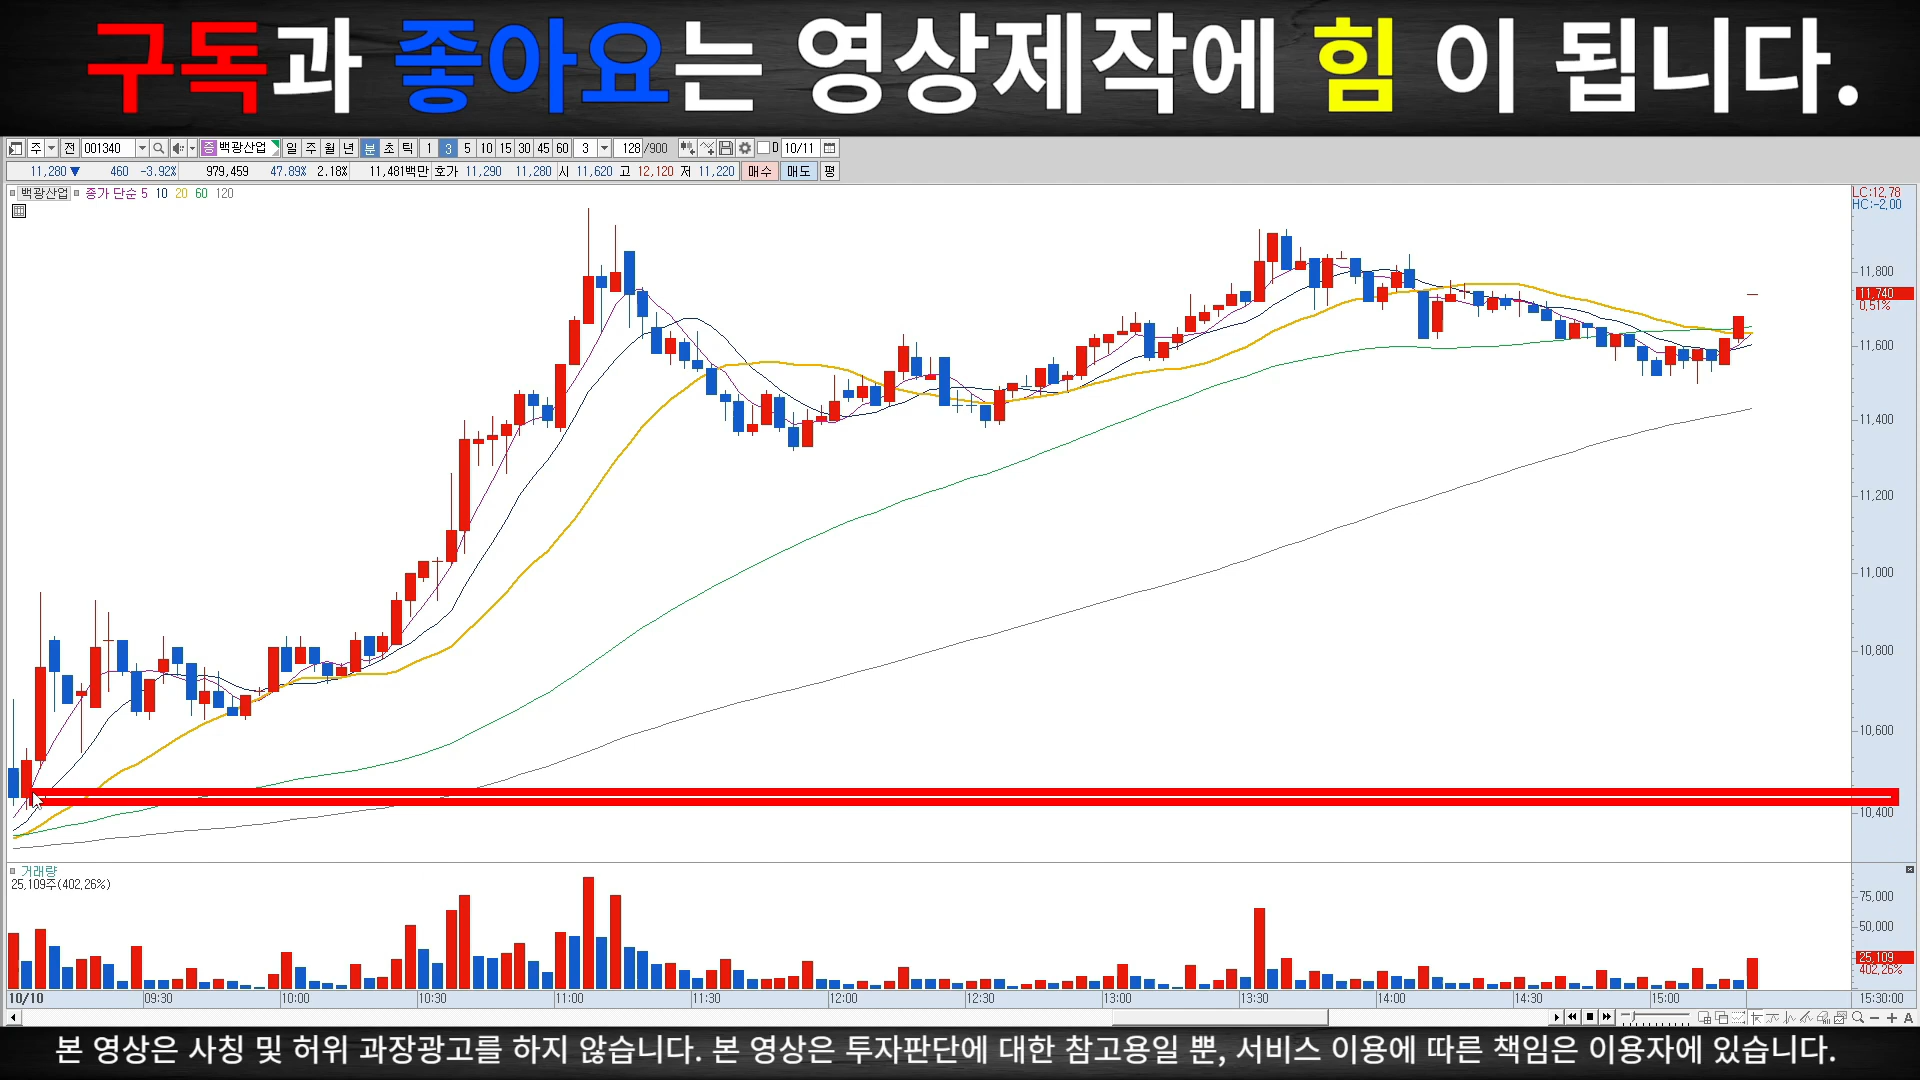 구독과 좋아요는 영상제작에 힘 이 됩니다.
주 전 001340 증 백광산업 일 주 월 년 분 초 틱 1 3 5 10 15 30 45 60 3 128 /900 D 10/11
11,280 ▼ 460 -3.92% 979,459 47.89% 2.18% 11,481백만 호가 11,290 11,280 시 11,620 고 12,120 저 11,220 매수 매도 평
백광산업 종가 단순 5 10 20 60 120
LC:12,78
HC:-2,00
11,800
11,740
0,51%
11,600
11,400
11,200
11,000
10,800
10,600
10,400
거래량
25,109주(402,26%)
75,000
50,000
25,109
402,26%
10/10 09:30 10:00 10:30 11:00 11:30 12:00 12:30 13:00 13:30 14:00 14:30 15:00 15:30:00
A
본 영상은 사칭 및 허위 과장광고를 하지 않습니다. 본 영상은 투자판단에 대한 참고용일 뿐, 서비스 이용에 따른 책임은 이용자에 있습니다.